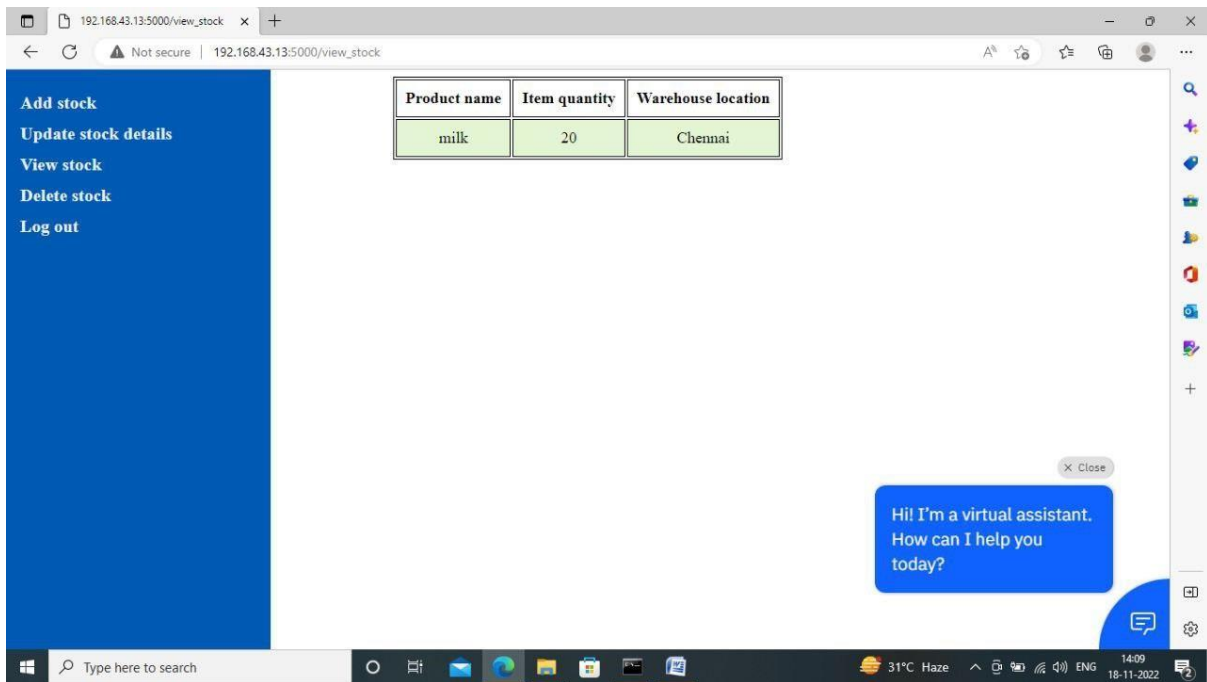 192.168.43.13:5000/view_stock
Not secure | 192.168.43.13:5000/view_stock
Add stock
Update stock details
View stock
Delete stock
Log out
Product name Item quantity Warehouse location
milk 20 Chennai
Close
Hi! I'm a virtual assistant.
How can I help you
today?
Type here to search
31°C Haze
ENG
14:09
18-11-2022
2